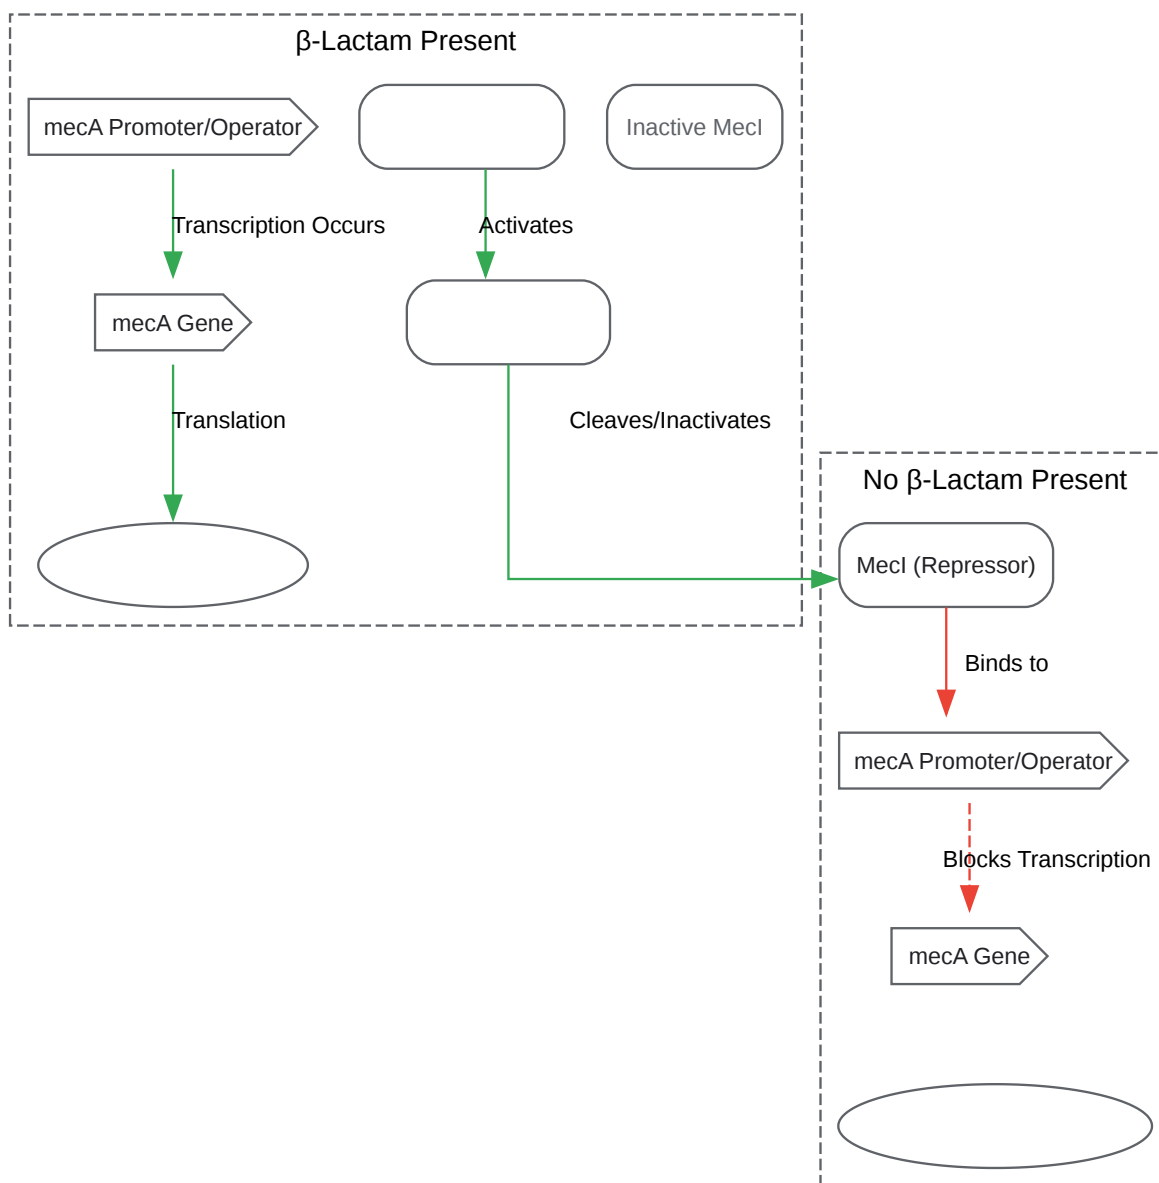 β-Lactam Present
mecA Promoter/Operator
Inactive MecI
Transcription Occurs
Activates
mecA Gene
Translation
Cleaves/Inactivates
No β-Lactam Present
MecI (Repressor)
Binds to
mecA Promoter/Operator
Blocks Transcription
mecA Gene